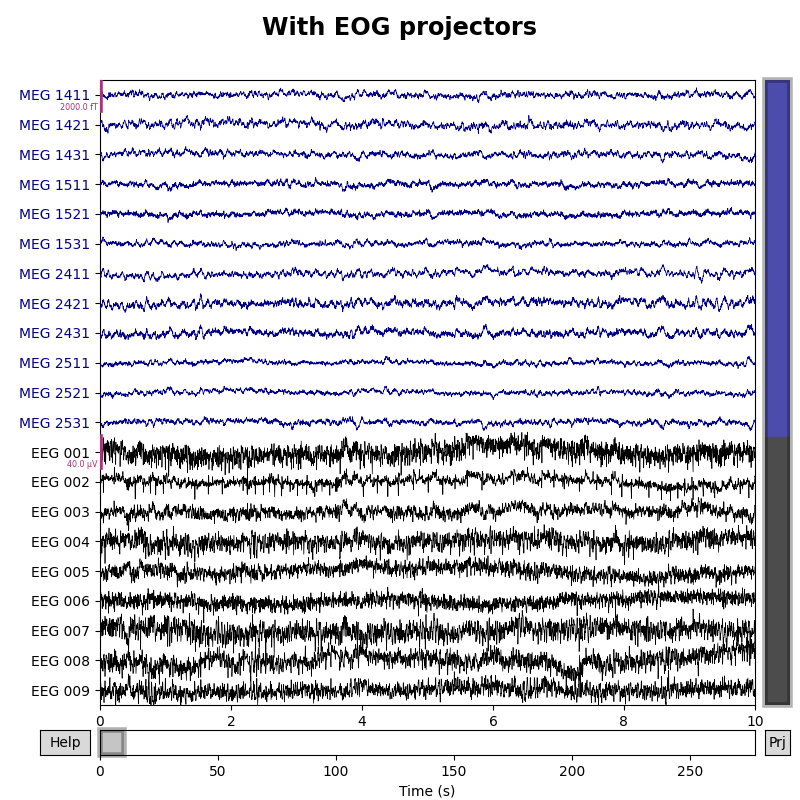 With EOG projectors
MEG 1411
2000.0 fT
MEG 1421
MEG 1431
MEG 1511
MEG 1521
MEG 1531
MEG 2411
MEG 2421
MEG 2431
MEG 2511
MEG 2521
MEG 2531
EEG 001
40.0 µV
EEG 002
EEG 003
EEG 004
EEG 005
EEG 006
EEG 007
EEG 008
EEG 009
0 2 4 6 8 10
Help Prj
0 50 100 150 200 250
Time (s)